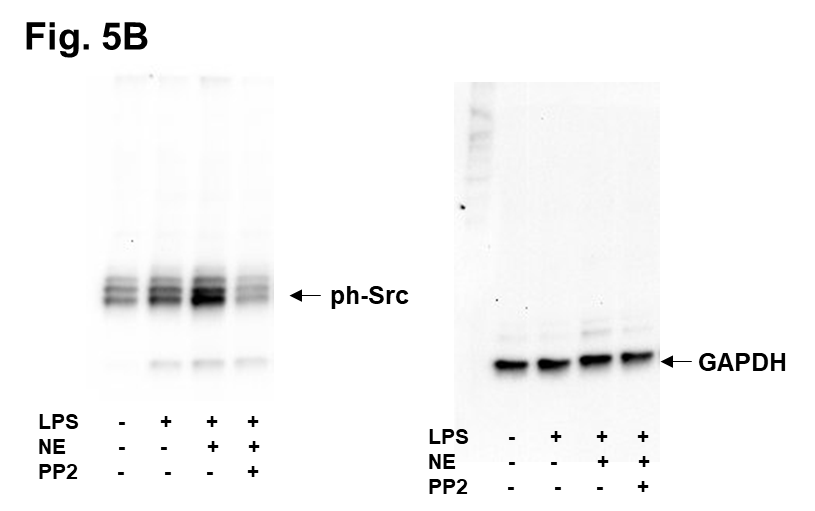 Fig. 5B
ph-Src
LPS - + + +
NE - - + +
PP2 - - - +
GAPDH
LPS - + + +
NE - - + +
PP2 - - - +